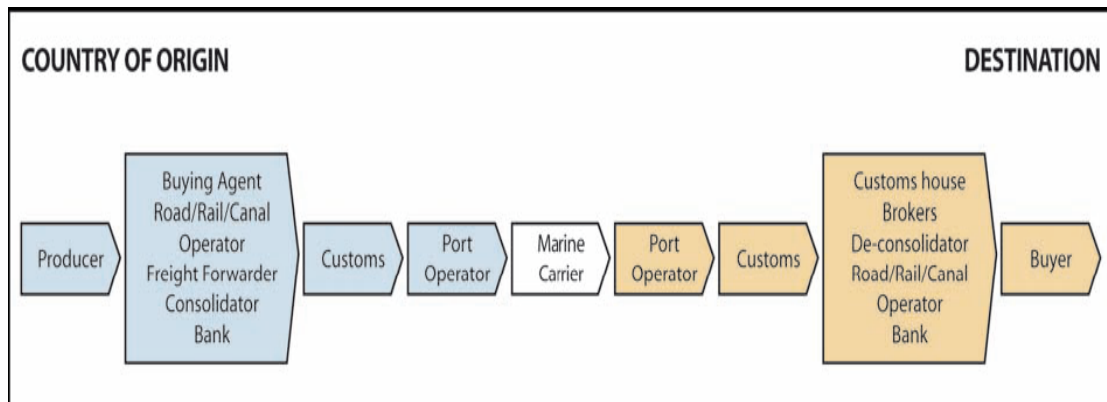 COUNTRY OF ORIGIN
DESTINATION
Producer
Buying Agent
Road/Rail/Canal
Operator
Freight Forwarder
Consolidator
Bank
Customs
Port
Operator
Marine
Carrier
Port
Operator
Customs
Customs house
Brokers
De-consolidator
Road/Rail/Canal
Operator
Bank
Buyer